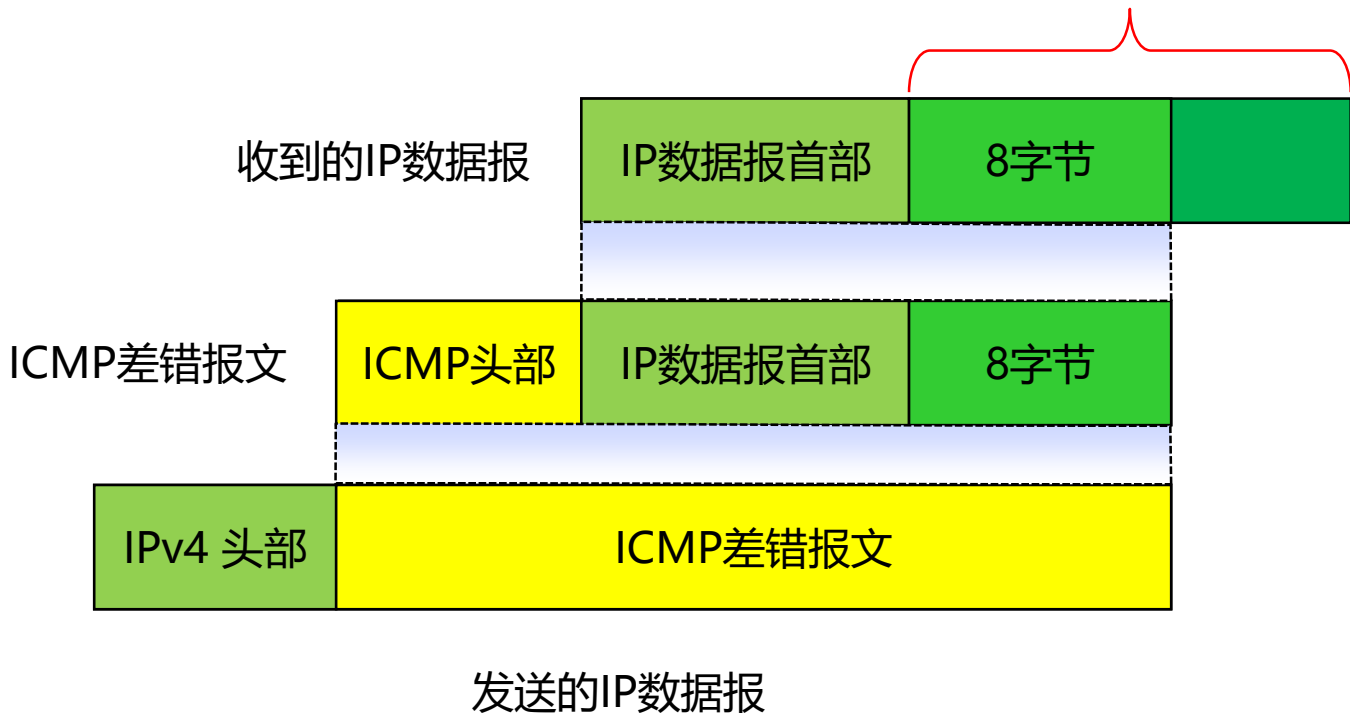 收到的IP数据报
IP数据报首部
8字节
ICMP差错报文
ICMP头部
IP数据报首部
8字节
IPv4 头部
ICMP差错报文
发送的IP数据报